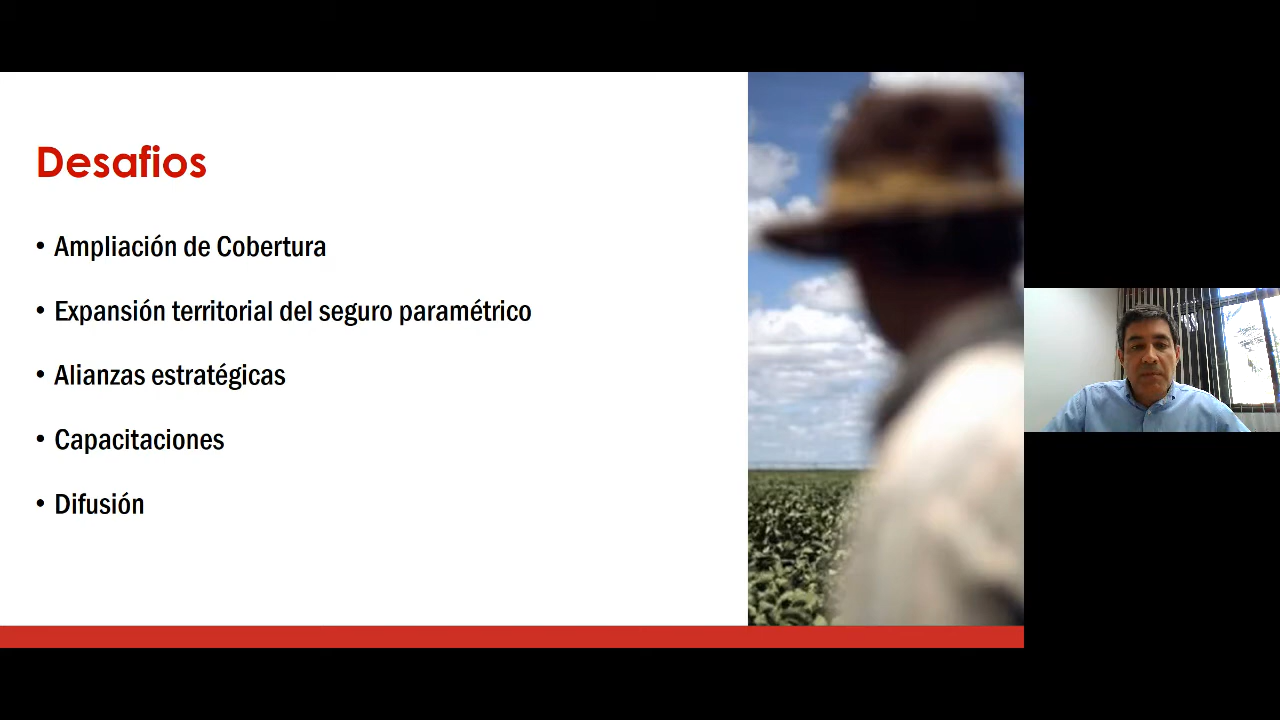 Desafios
• Ampliación de Cobertura
• Expansión territorial del seguro paramétrico
• Alianzas estratégicas
• Capacitaciones
• Difusión